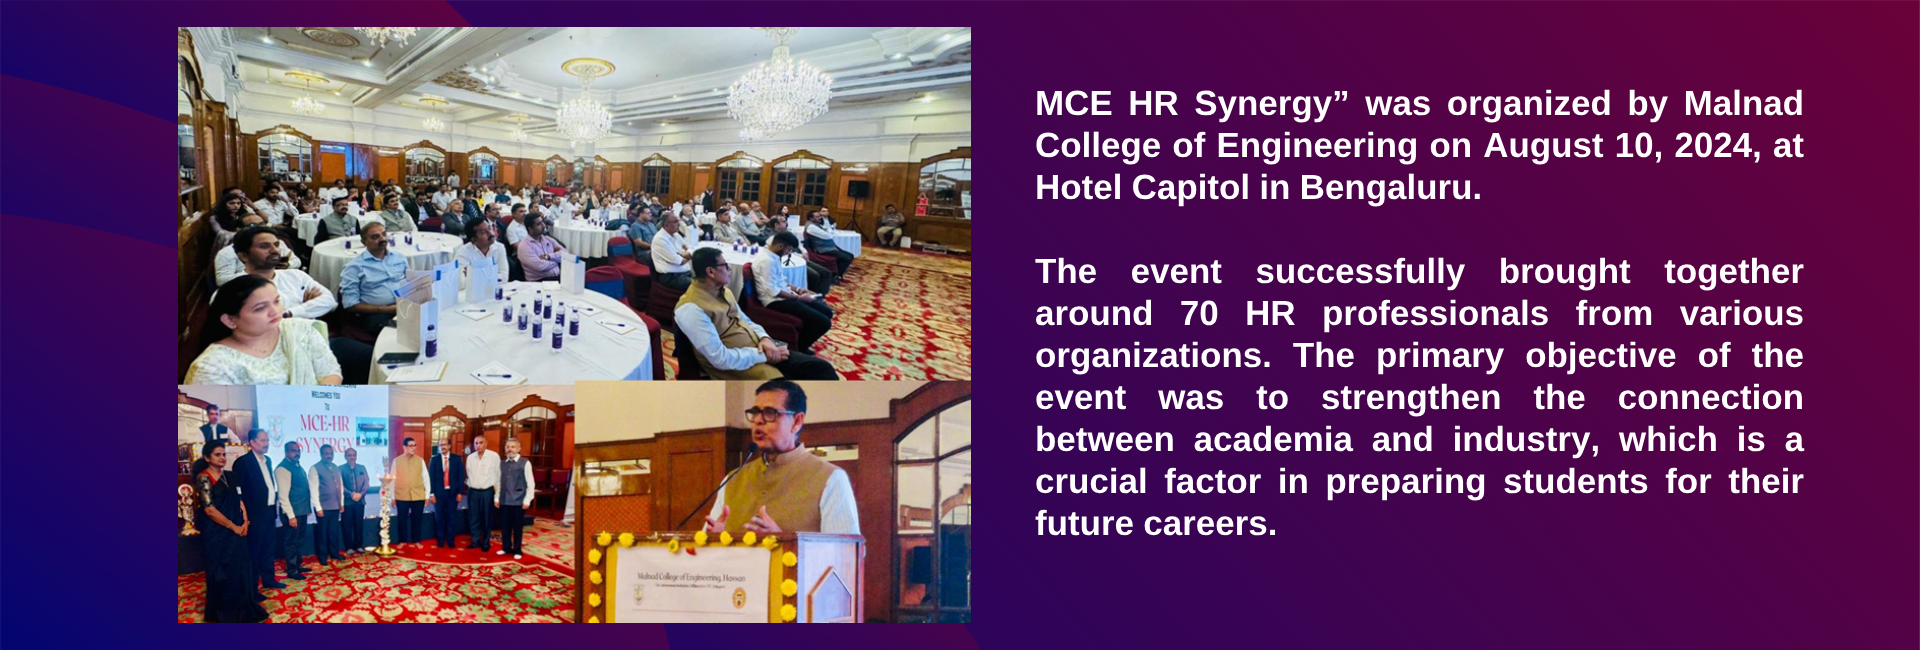 WELCOMES YOU
TO
MCE-HR
SYNERGY
Malnad College of Engineering, Hassan
MCE HR Synergy” was organized by Malnad
College of Engineering on August 10, 2024, at
Hotel Capitol in Bengaluru.
The event successfully brought together
around 70 HR professionals from various
organizations. The primary objective of the
event was to strengthen the connection
between academia and industry, which is a
crucial factor in preparing students for their
future careers.